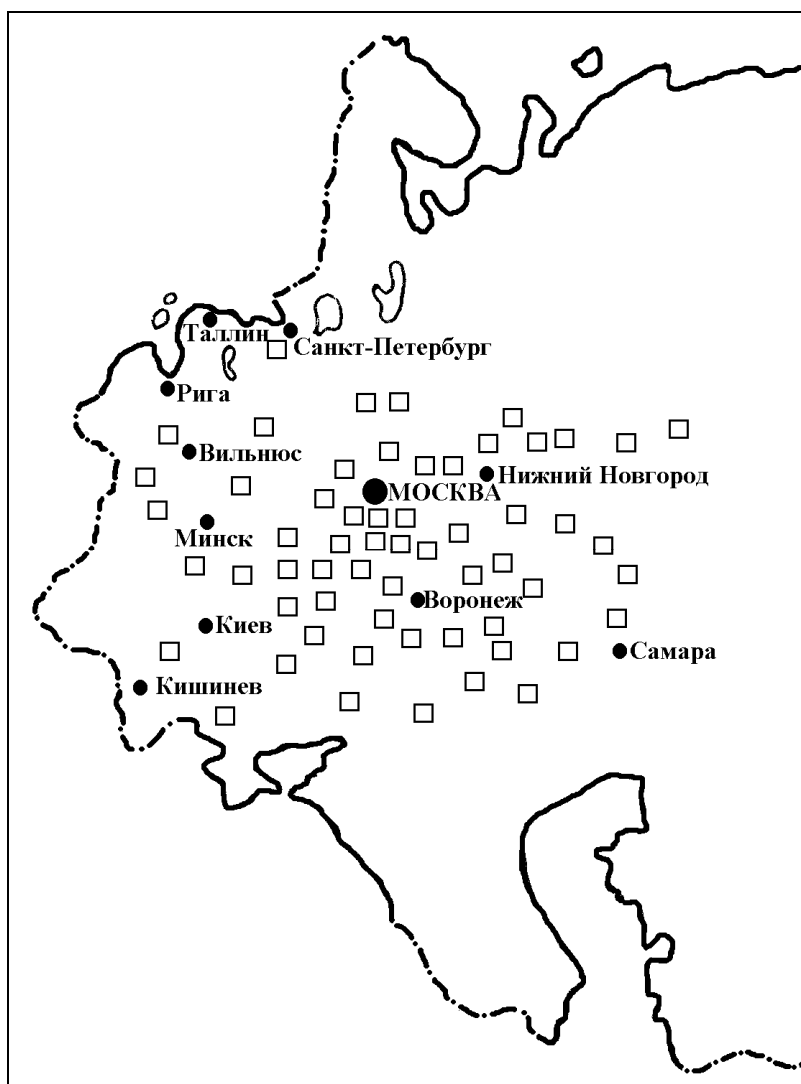 Таллин
Санкт-Петербург
Рига
Вильнюс
Нижний Новгород
МОСКВА
Минск
Воронеж
Киев
Самара
Кишинев